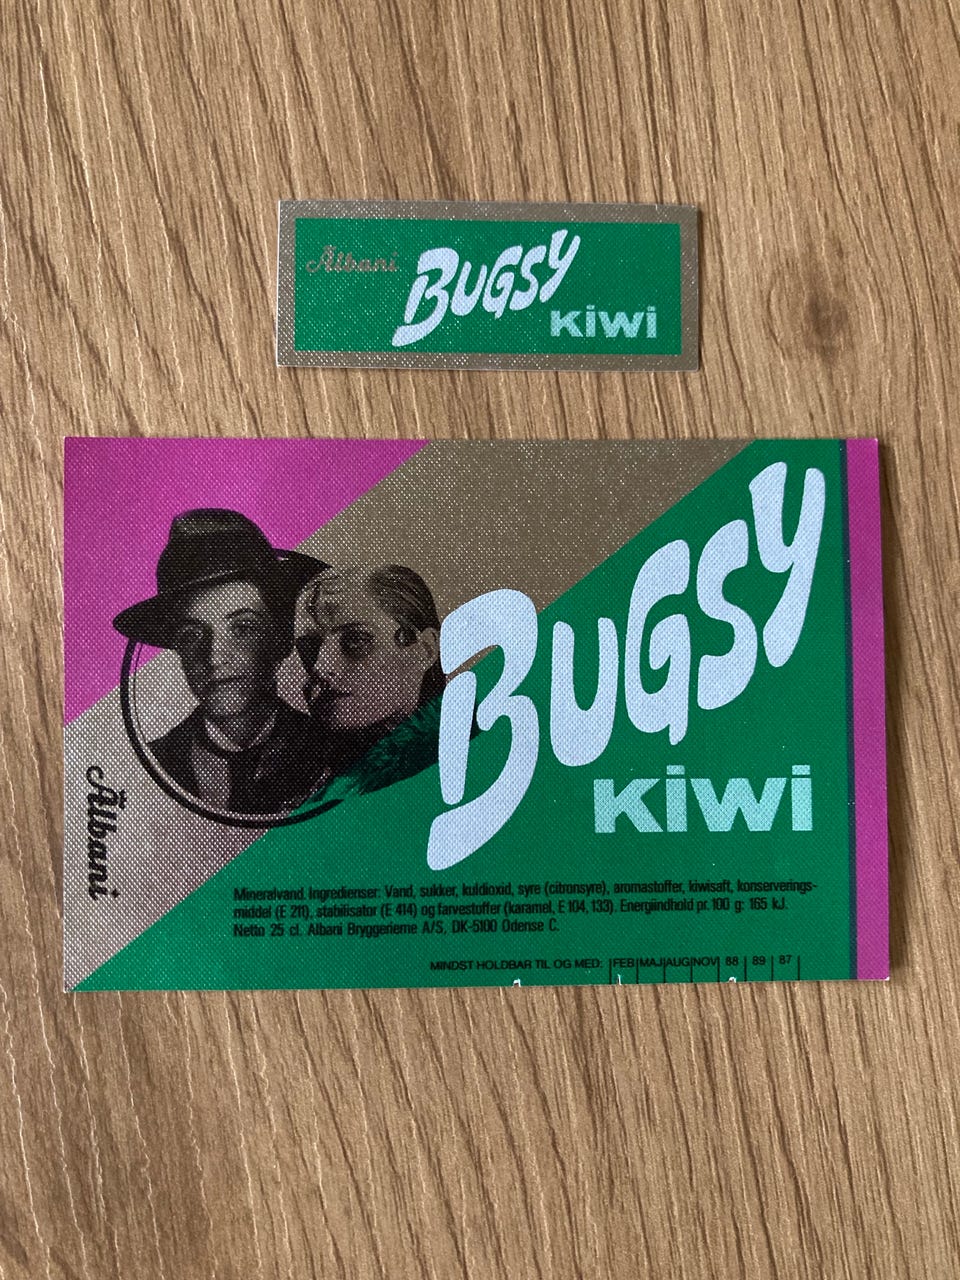 Albani
BUGSY
KiWi
BUGSY
KiWi
Albani
Mineralvand. Ingredienser: Vand, sukker, kuldioxid, syre (citronsyre), aromastoffer, kiwisaft, konserverings-
middel (E 211), stabilisator (E 414) og farvestoffer (karamel, E 104, 133). Energiindhold pr. 100 g: 165 kJ.
Netto 25 cl. Albani Bryggerierne A/S, DK-5100 Odense C.
MINDST HOLDBAR TIL OG MED: FEB MAJ AUG NOV 88 89 87